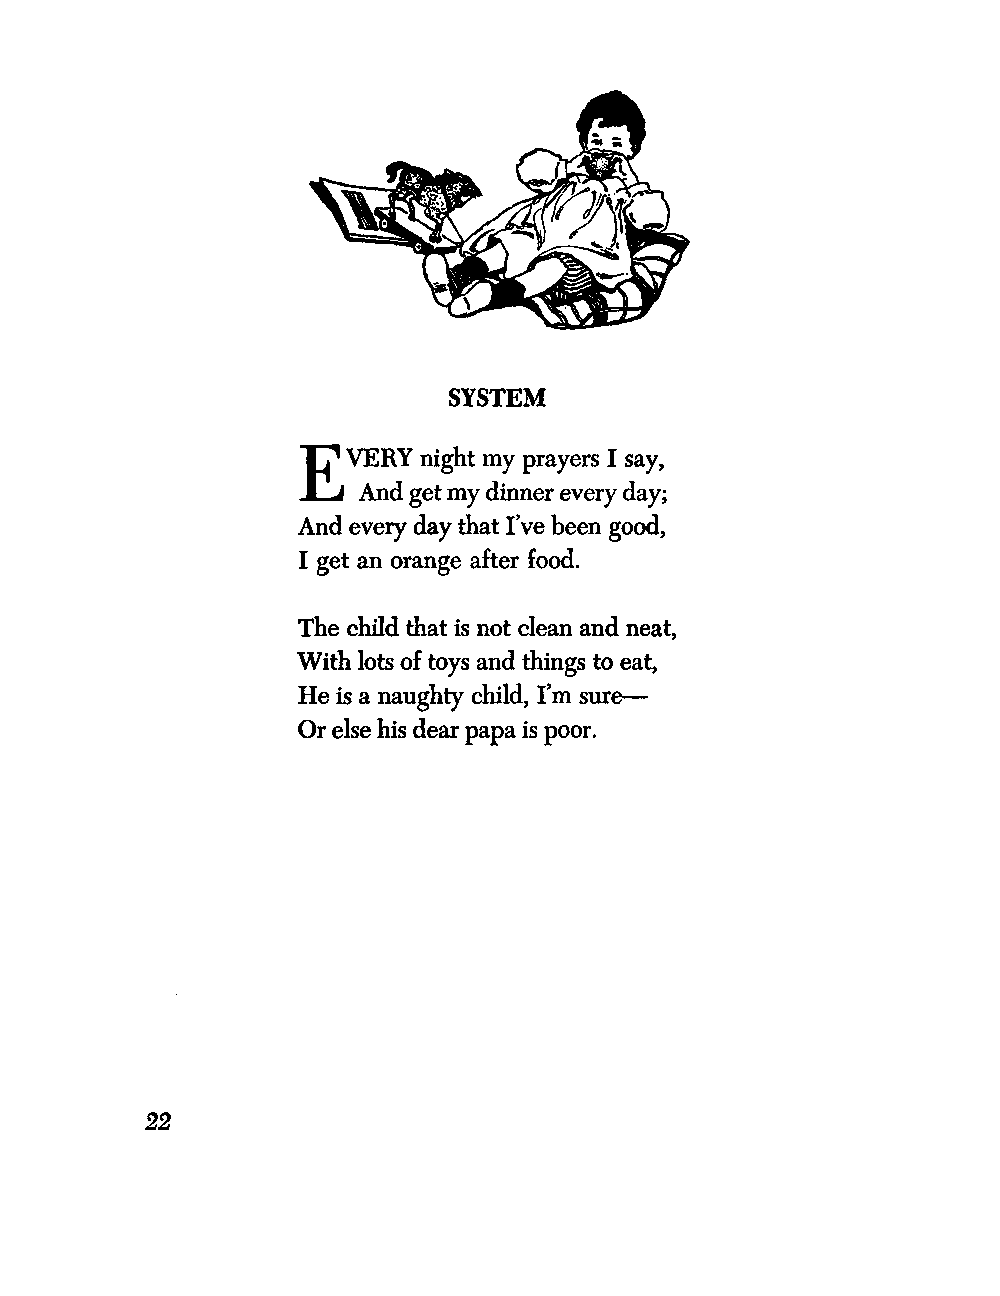 SYSTEM
EVERY night my prayers I say,
And get my dinner every day;
And every day that I've been good,
I get an orange after food.
The child that is not clean and neat,
With lots of toys and things to eat,
He is a naughty child, I'm sure—
Or else his dear papa is poor.
22